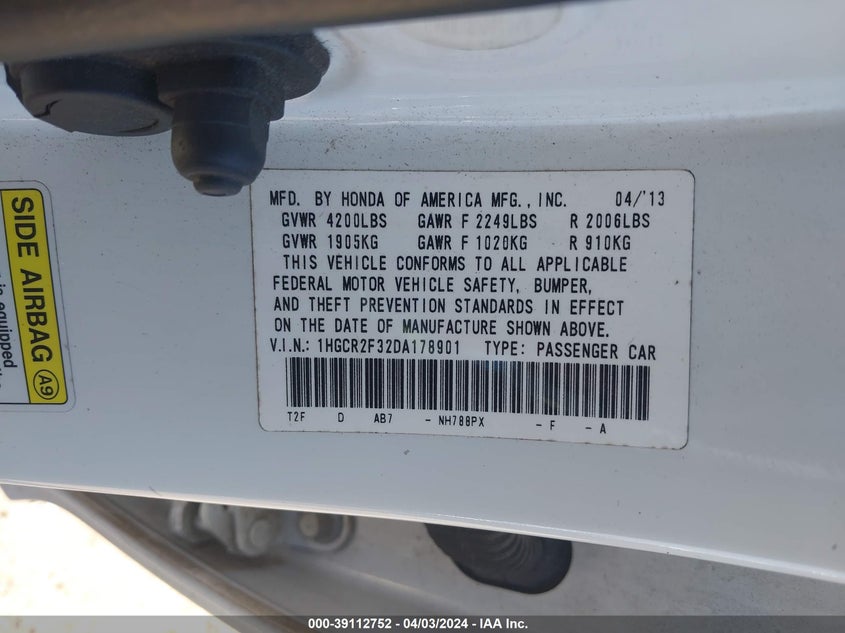 MFD. BY HONDA OF AMERICA MFG., INC. 04/'13
GVWR 4200LBS GAWR F 2249LBS R 2006LBS
GVWR 1905KG GAWR F 1020KG R 910KG
THIS VEHICLE CONFORMS TO ALL APPLICABLE
FEDERAL MOTOR VEHICLE SAFETY, BUMPER,
AND THEFT PREVENTION STANDARDS IN EFFECT
ON THE DATE OF MANUFACTURE SHOWN ABOVE.
V.I.N.: 1HGCR2F32DA178901 TYPE: PASSENGER CAR
T2F D AB7 - NH788PX - F - A
SIDE AIRBAG A9
is equipped
000-39112752 - 04/03/2024 - IAA Inc.